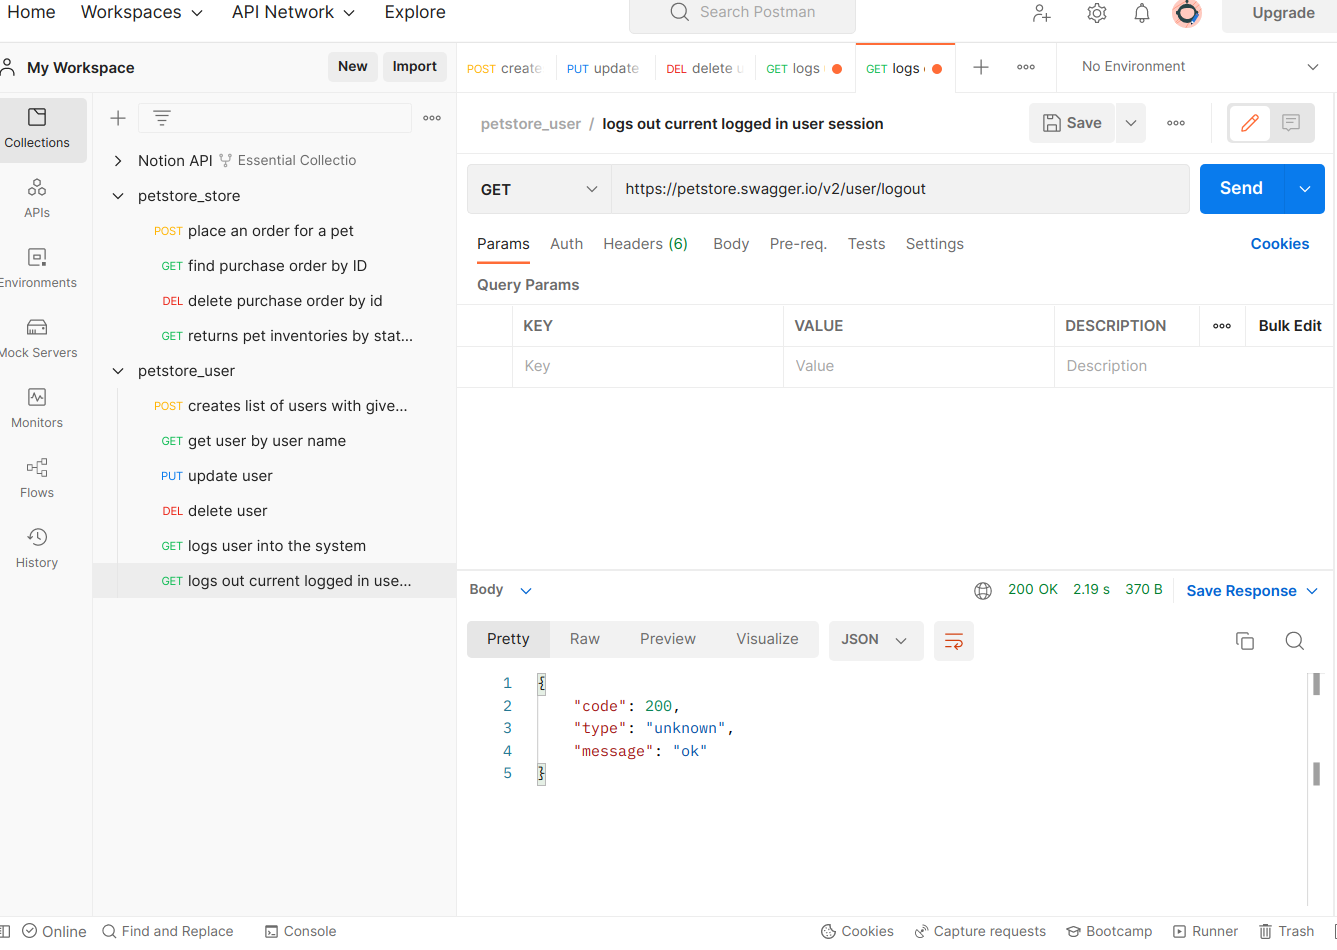 Home Workspaces API Network Explore Search Postman Upgrade
My Workspace New Import
POST create PUT update DEL delete u GET logs GET logs No Environment
petstore_user / logs out current logged in user session Save
GET https://petstore.swagger.io/v2/user/logout Send
Params Auth Headers (6) Body Pre-req. Tests Settings Cookies
Query Params
KEY VALUE DESCRIPTION Bulk Edit
Key Value Description
Collections
APIs
Environments
Mock Servers
Monitors
Flows
History
Notion API Essential Collectio
petstore_store
POST place an order for a pet
GET find purchase order by ID
DEL delete purchase order by id
GET returns pet inventories by stat...
petstore_user
POST creates list of users with give...
GET get user by user name
PUT update user
DEL delete user
GET logs user into the system
GET logs out current logged in use...
Body 200 OK 2.19 s 370 B Save Response
Pretty Raw Preview Visualize JSON
1 {
2 "code": 200,
3 "type": "unknown",
4 "message": "ok"
5 }
Online Find and Replace Console Cookies Capture requests Bootcamp Runner Trash